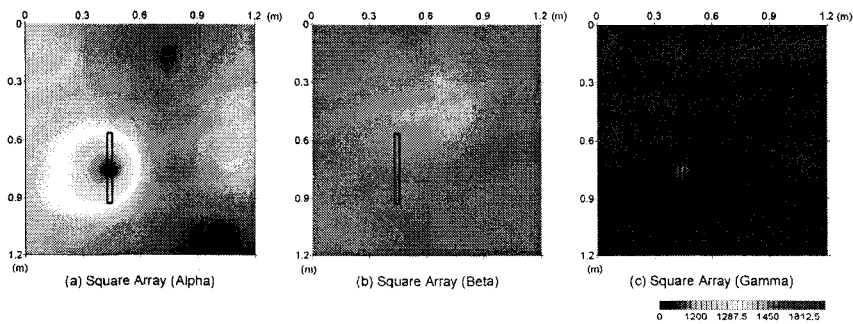 0 0.3 0.6 0.9 1.2 (m)
0
0.3
0.6
0.9
1.2
(m)
(a) Square Array (Alpha)
0 0.3 0.6 0.9 1.2 (m)
0
0.3
0.6
0.9
1.2
(m)
(b) Square Array (Beta)
0 0.3 0.6 0.9 1.2 (m)
0
0.3
0.6
0.9
1.2
(m)
(c) Square Array (Gamma)
0 1200 1287.5 1450 1812.5